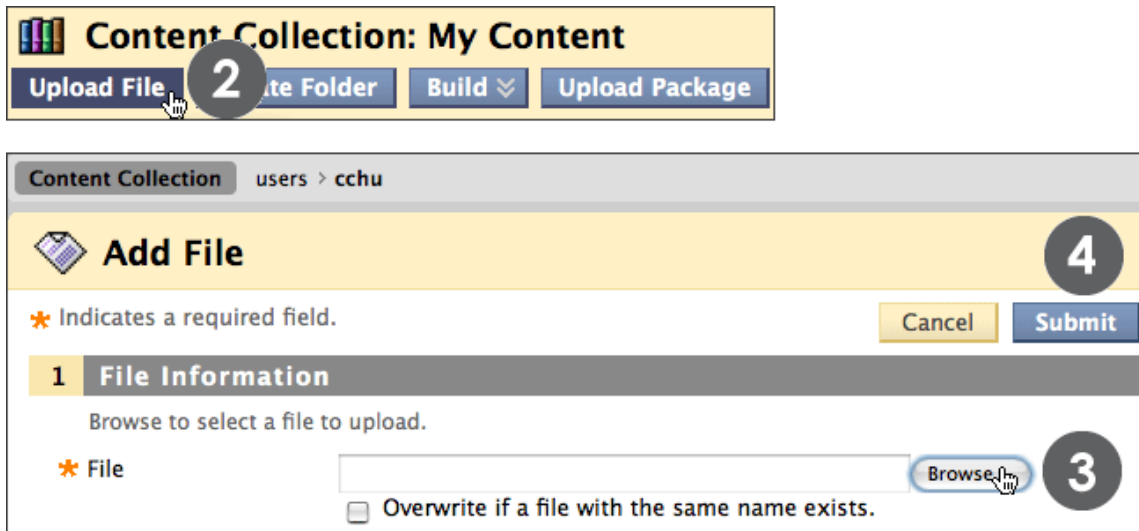 Content Collection: My Content
Upload File 2 te Folder Build Upload Package
Content Collection users > cchu
Add File 4
* Indicates a required field. Cancel Submit
1 File Information
Browse to select a file to upload.
* File Browse 3
Overwrite if a file with the same name exists.